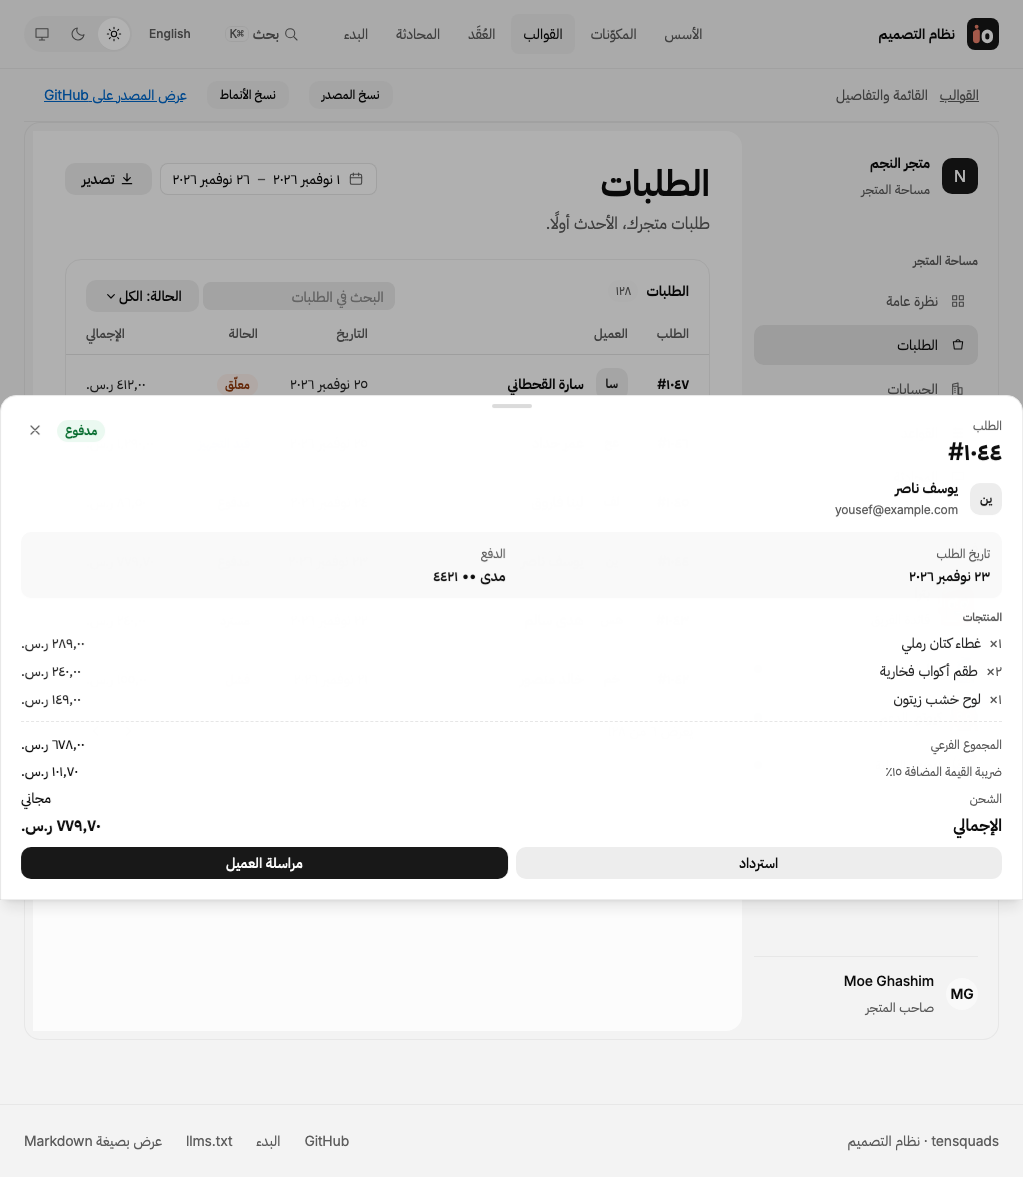 نظام التصميم
الأسس
المكوّنات
القوالب
العُقَد
المحادثة
البدء
بحث ⌘K
English
القوالب
القائمة والتفاصيل
نسخ المصدر
نسخ الأنماط
عرض المصدر على GitHub
N
متجر النجم
مساحة المتجر
مساحة المتجر
نظرة عامة
الطلبات
الحسابات
الطلبات
طلبات متجرك، الأحدث أولًا.
١ نوفمبر ٢٠٢٦ – ٢٦ نوفمبر ٢٠٢٦
تصدير
الطلبات ١٢٨
البحث في الطلبات
الحالة: الكل
الطلب العميل التاريخ الحالة الإجمالي
#١٠٤٧ سا سارة القحطاني ٢٥ نوفمبر ٢٠٢٦ معلّق ٤١٢,٠٠ ر.س.
الطلب
#١٠٤٤
مدفوع
ين
يوسف ناصر
yousef@example.com
تاريخ الطلب
٢٣ نوفمبر ٢٠٢٦
الدفع
مدى •• ٤٤٢١
المنتجات
١× غطاء كتان رملي ٢٨٩,٠٠ ر.س.
٢× طقم أكواب فخارية ٢٤٠,٠٠ ر.س.
١× لوح خشب زيتون ١٤٩,٠٠ ر.س.
المجموع الفرعي ٦٧٨,٠٠ ر.س.
ضريبة القيمة المضافة ١٥٪ ١٠١,٧٠ ر.س.
الشحن مجاني
الإجمالي ٧٧٩,٧٠ ر.س.
استرداد
مراسلة العميل
MG
Moe Ghashim
صاحب المتجر
tensquads · نظام التصميم
GitHub
البدء
llms.txt
عرض بصيغة Markdown